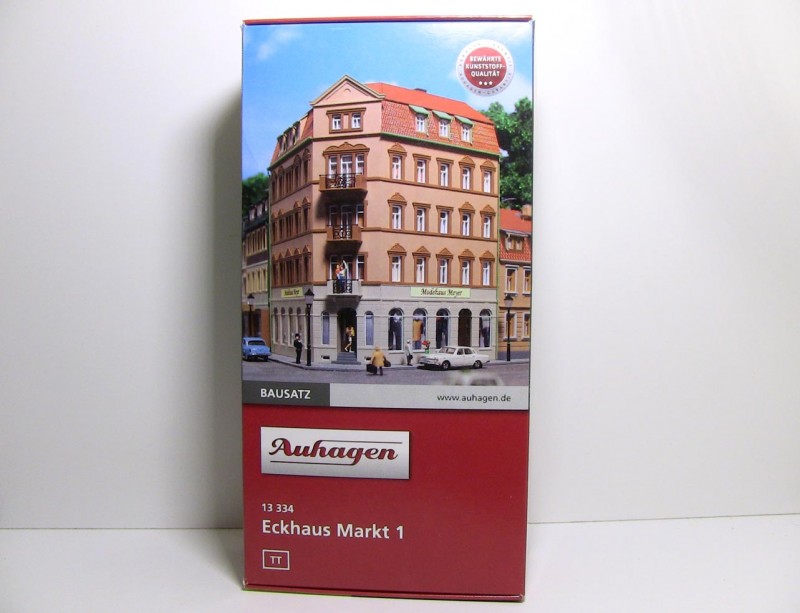 BEWÄHRTE
KUNSTSTOFF-
QUALITÄT
Modehaus Meyer
BAUSATZ
www.auhagen.de
Auhagen
13 334
Eckhaus Markt 1
TT